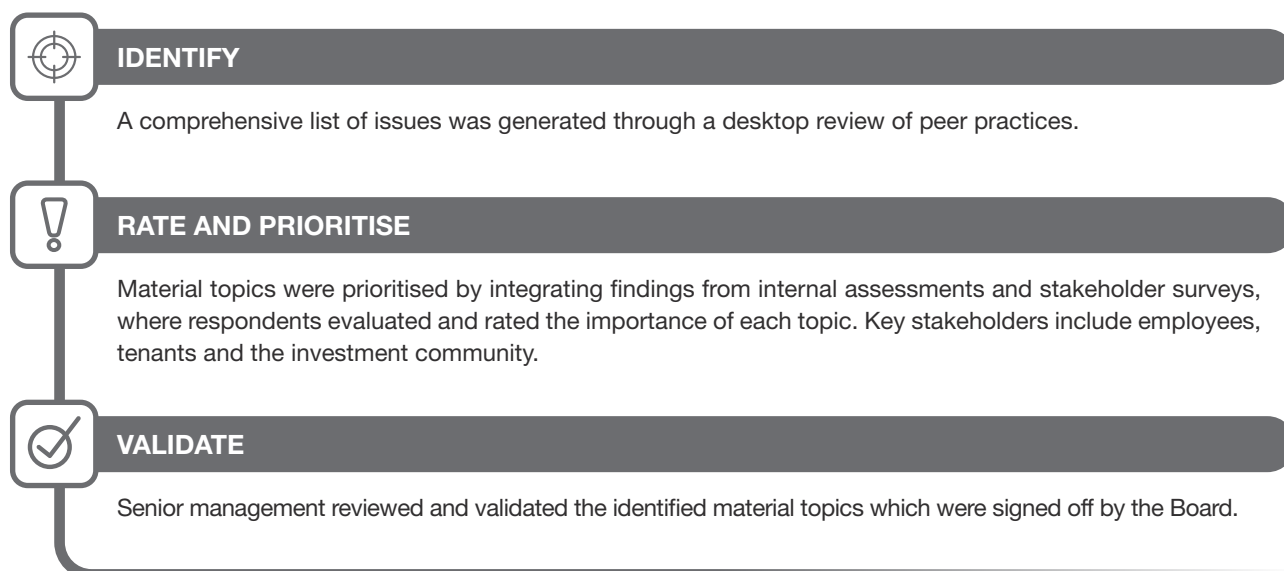 IDENTIFY
A comprehensive list of issues was generated through a desktop review of peer practices.
RATE AND PRIORITISE
Material topics were prioritised by integrating findings from internal assessments and stakeholder surveys,
where respondents evaluated and rated the importance of each topic. Key stakeholders include employees,
tenants and the investment community.
VALIDATE
Senior management reviewed and validated the identified material topics which were signed off by the Board.